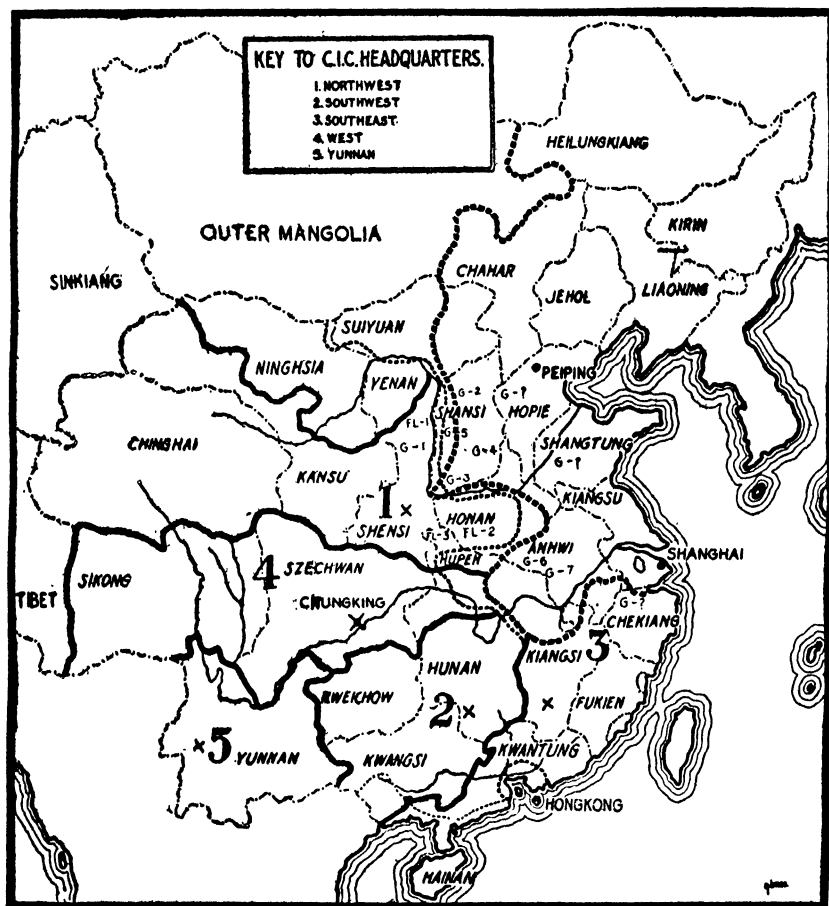 KEY TO C.I.C. HEADQUARTERS.
1. NORTHWEST
2. SOUTHWEST
3. SOUTHEAST.
4. WEST
5. YUNNAN
HEILUNGKIANG
KIRIN
OUTER MANGOLIA
CHAHAR
SINKIANG
JEHOL
LIAONING
SUIYUAN
NINGHSIA
PEIPING
YENAN
G-2
G-?
SHANSI
HOPIE
FL-1
G-5
CHINGHAI
G-1
G-4
SHANGTUNG
G-?
KANSU
G-3
KIANGSU
1
SHENSI
HONAN
FL-3
FL-2
ANHWI
HUPEH
G-6
G-7
SHANGHAI
4
SZECHWAN
SIKONG
TIBET
CHUNGKING
G-?
CHEKIANG
3
KIANGSI
HUNAN
KWEKHOW
2
FUKIEN
5
YUNNAN
KWANGSI
KWANTUNG
HONGKONG
HAINAN